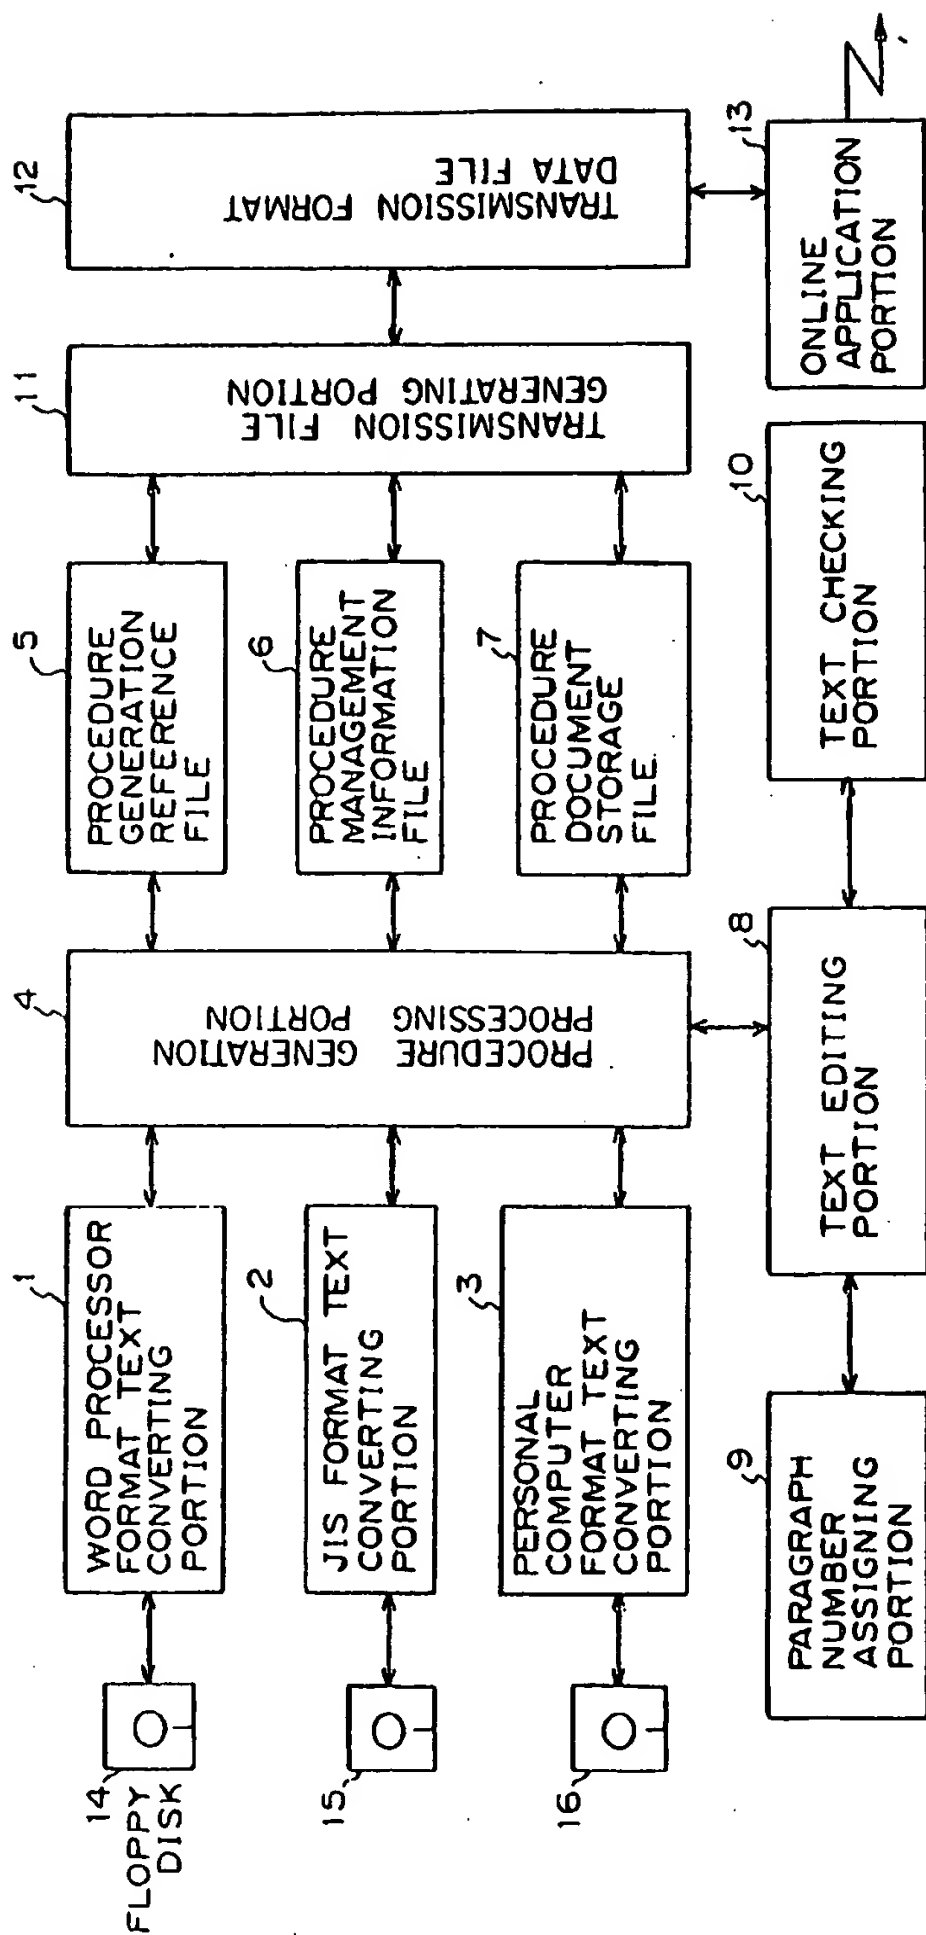 14
FLOPPY
DISK
15
16
1
WORD PROCESSOR
FORMAT TEXT
CONVERTING
PORTION
2
JIS FORMAT TEXT
CONVERTING
PORTION
3
PERSONAL
COMPUTER
FORMAT TEXT
CONVERTING
PORTION
4
PROCEDURE GENERATION
PROCESSING PORTION
5
PROCEDURE
GENERATION
REFERENCE
FILE
6
PROCEDURE
MANAGEMENT
INFORMATION
FILE
7
PROCEDURE
DOCUMENT
STORAGE
FILE
11
TRANSMISSION FILE
GENERATING PORTION
12
TRANSMISSION FORMAT
DATA FILE
9
PARAGRAPH
NUMBER
ASSIGNING
PORTION
8
TEXT EDITING
PORTION
10
TEXT CHECKING
PORTION
13
ONLINE
APPLICATION
PORTION